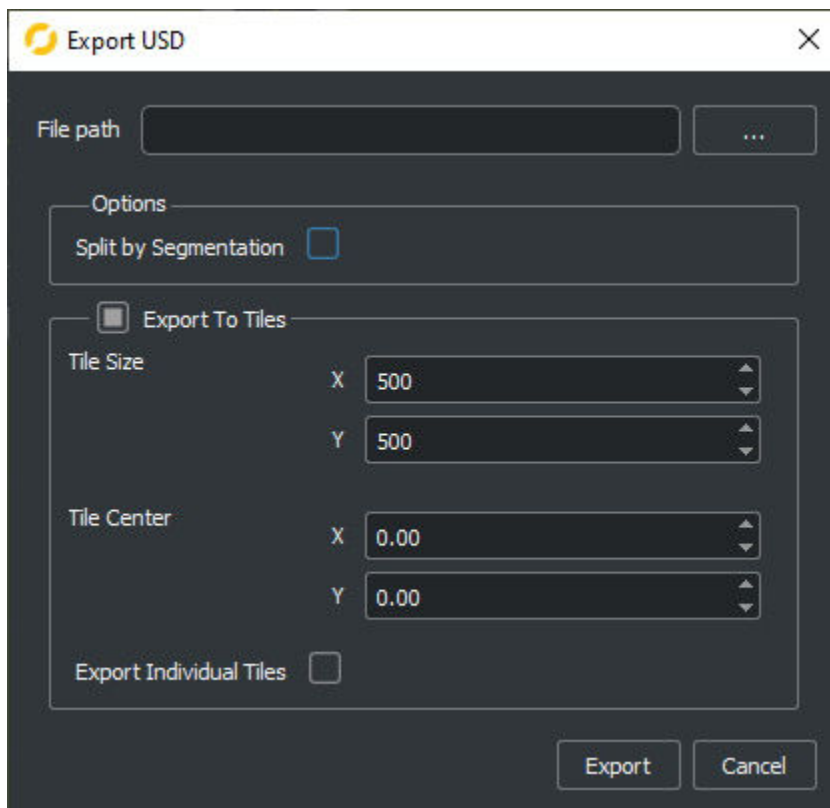 Export USD
File path ...
Options
Split by Segmentation
Export To Tiles
Tile Size X 500
Y 500
Tile Center X 0.00
Y 0.00
Export Individual Tiles
Export Cancel